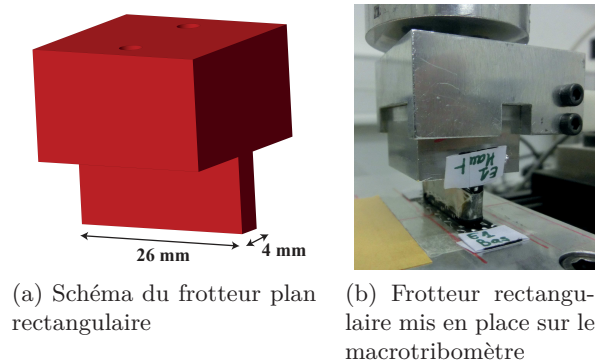 26 mm
4 mm
E1
Haut
E1
Bas
(a) Schéma du frotteur plan
rectangulaire
(b) Frotteur rectangu-
laire mis en place sur le
macrotribomètre